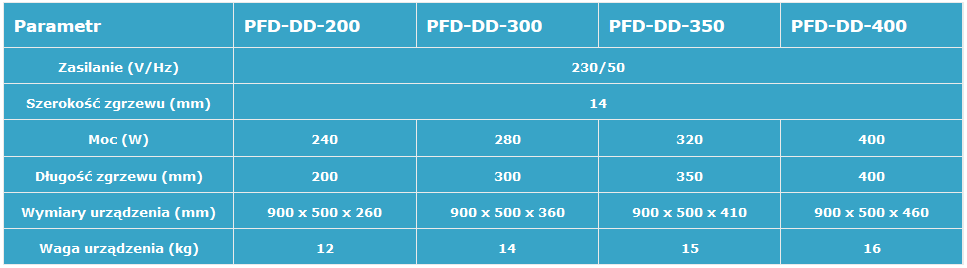 Parametr PFD-DD-200 PFD-DD-300 PFD-DD-350 PFD-DD-400
Zasilanie (V/Hz) 230/50
Szerokość zgrzewu (mm) 14
Moc (W) 240 280 320 400
Długość zgrzewu (mm) 200 300 350 400
Wymiary urządzenia (mm) 900 x 500 x 260 900 x 500 x 360 900 x 500 x 410 900 x 500 x 460
Waga urządzenia (kg) 12 14 15 16